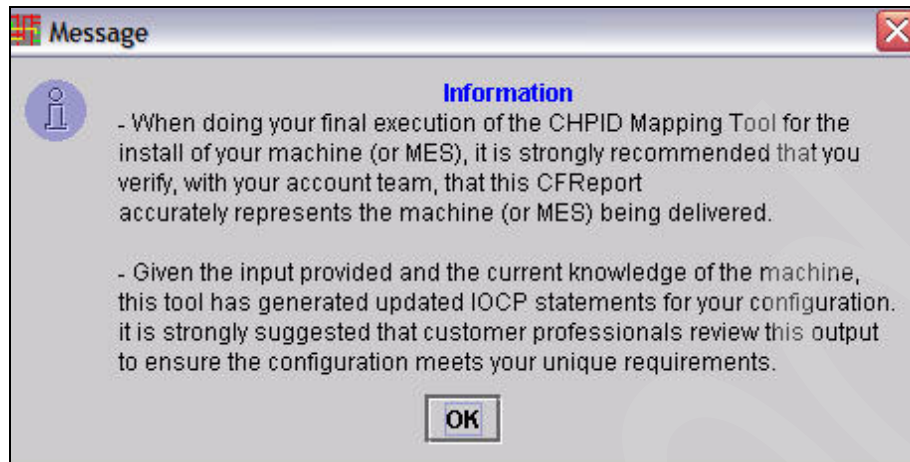 Message
Information
- When doing your final execution of the CHPID Mapping Tool for the
install of your machine (or MES), it is strongly recommended that you
verify, with your account team, that this CFReport
accurately represents the machine (or MES) being delivered.
- Given the input provided and the current knowledge of the machine,
this tool has generated updated IOCP statements for your configuration.
it is strongly suggested that customer professionals review this output
to ensure the configuration meets your unique requirements.
OK